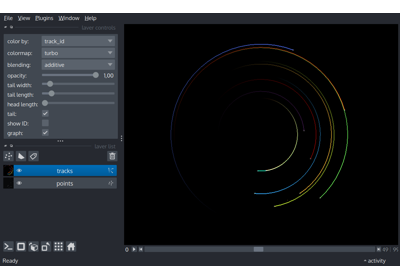 File View Plugins Window Help
layer controls
color by: track_id
colormap: turbo
blending: additive
opacity: 1,00
tail width:
tail length:
head length:
tail:
show ID:
graph:
layer list
tracks
points
0
Ready
activity